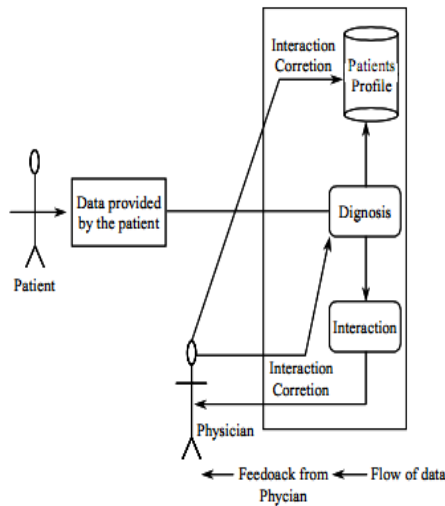 Interaction
Corretion
Patients
Profile
Data provided
by the patient
Dignosis
Patient
Interaction
Interaction
Corretion
Physician
Feedoack from
Phycian
Flow of data